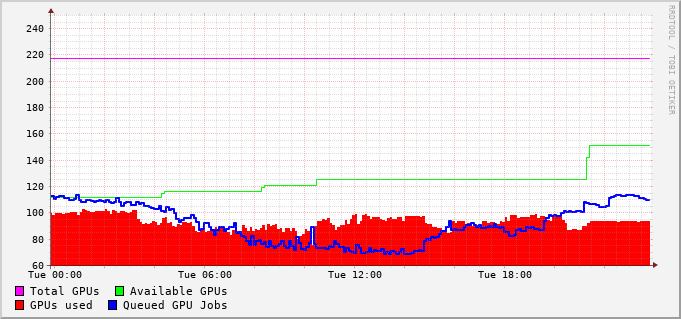 RRDTOOL / TOBI OETIKER
240
220
200
180
160
140
120
100
80
60
Tue 00:00 Tue 06:00 Tue 12:00 Tue 18:00
Total GPUs Available GPUs
GPUs used Queued GPU Jobs